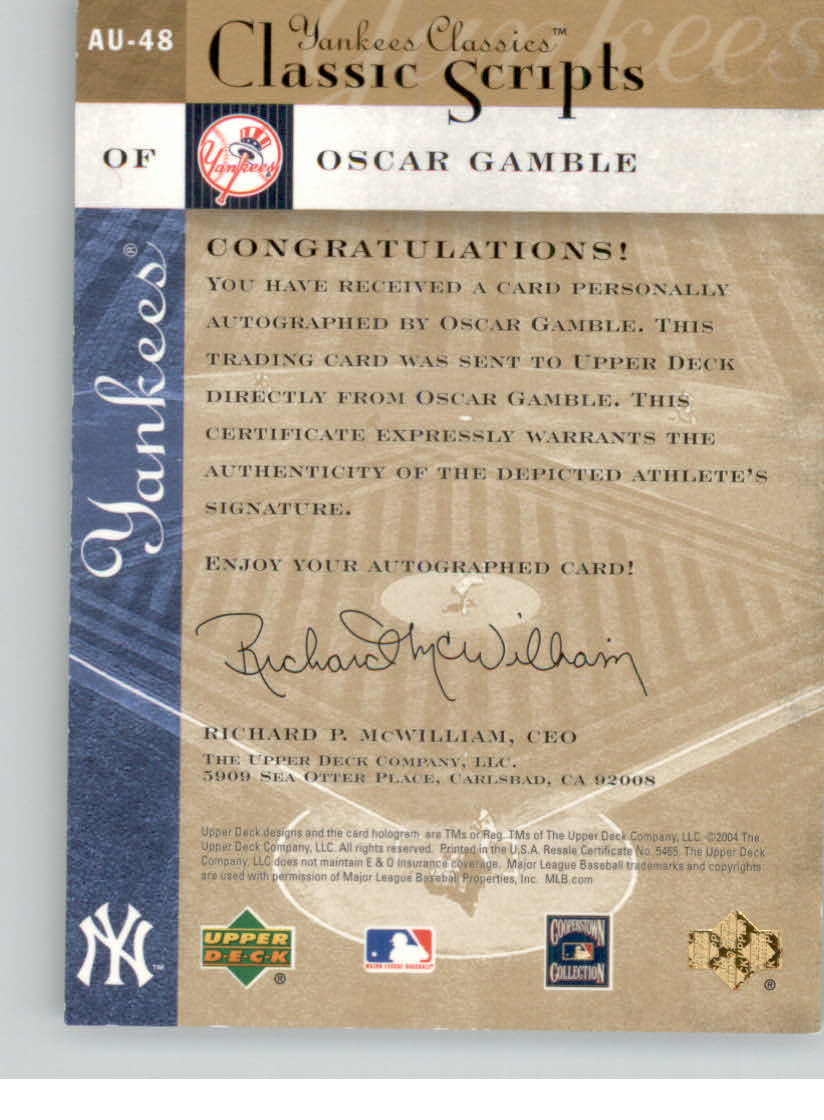 AU-48
Yankees Classics™
Classic Scripts
OF
Yankees
OSCAR GAMBLE
Yankees®
CONGRATULATIONS!
YOU HAVE RECEIVED A CARD PERSONALLY
AUTOGRAPHED BY OSCAR GAMBLE. THIS
TRADING CARD WAS SENT TO UPPER DECK
DIRECTLY FROM OSCAR GAMBLE. THIS
CERTIFICATE EXPRESSLY WARRANTS THE
AUTHENTICITY OF THE DEPICTED ATHLETE'S
SIGNATURE.
ENJOY YOUR AUTOGRAPHED CARD!
Richard McWilliam
RICHARD P. MCWILLIAM, CEO
THE UPPER DECK COMPANY, LLC.
5909 SEA OTTER PLACE, CARLSBAD, CA 92008
Upper Deck designs and the card hologram are TMs or Reg. TMs of The Upper Deck Company, LLC. ©2004 The
Upper Deck Company, LLC. All rights reserved. Printed in the U.S.A. Resale Certificate No. 5465. The Upper Deck
Company, LLC does not maintain E & O insurance coverage. Major League Baseball trademarks and copyrights
are used with permission of Major League Baseball Properties, Inc. MLB.com
NY™
UPPER
D·E·C·K
®
MAJOR LEAGUE BASEBALL
COOPERSTOWN
COLLECTION
®